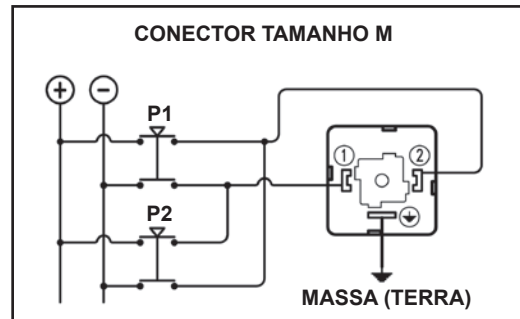 CONECTOR TAMANHO M
+ −
P1
1 2
P2
MASSA (TERRA)